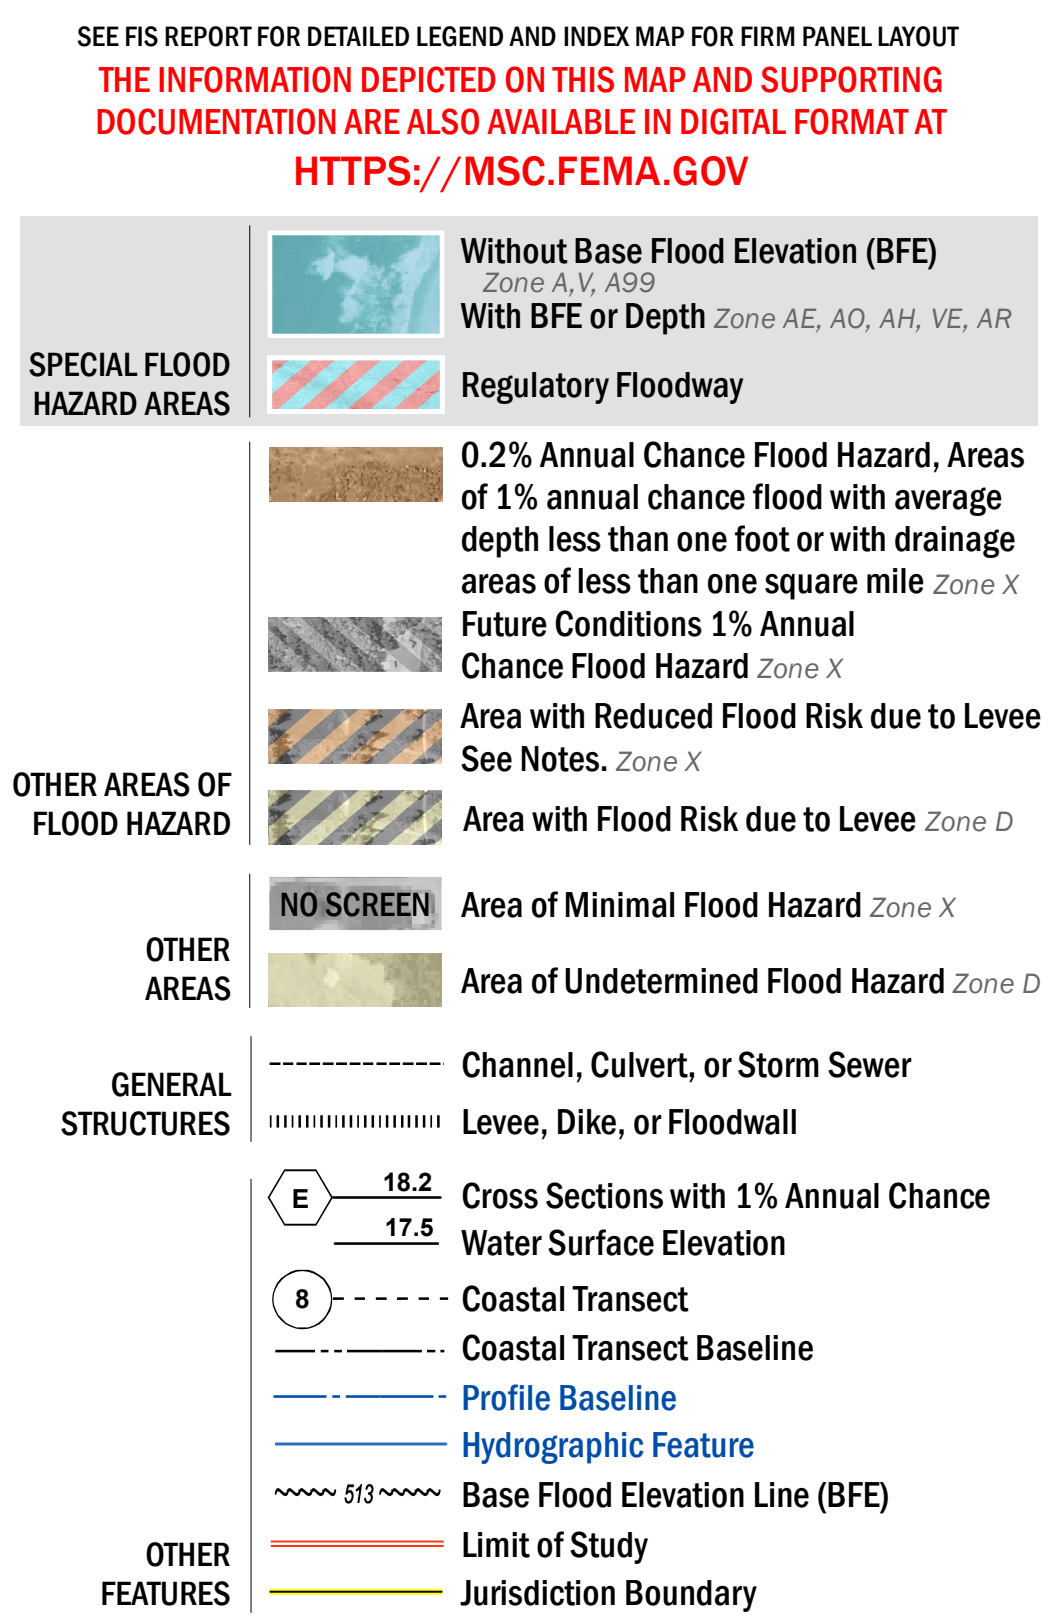 SEE FIS REPORT FOR DETAILED LEGEND AND INDEX MAP FOR FIRM PANEL LAYOUT
THE INFORMATION DEPICTED ON THIS MAP AND SUPPORTING
DOCUMENTATION ARE ALSO AVAILABLE IN DIGITAL FORMAT AT
HTTPS://MSC.FEMA.GOV
SPECIAL FLOOD
HAZARD AREAS
Without Base Flood Elevation (BFE)
Zone A,V, A99
With BFE or Depth Zone AE, AO, AH, VE, AR
Regulatory Floodway
OTHER AREAS OF
FLOOD HAZARD
0.2% Annual Chance Flood Hazard, Areas
of 1% annual chance flood with average
depth less than one foot or with drainage
areas of less than one square mile Zone X
Future Conditions 1% Annual
Chance Flood Hazard Zone X
Area with Reduced Flood Risk due to Levee
See Notes. Zone X
Area with Flood Risk due to Levee Zone D
OTHER
AREAS
NO SCREEN Area of Minimal Flood Hazard Zone X
Area of Undetermined Flood Hazard Zone D
GENERAL
STRUCTURES
Channel, Culvert, or Storm Sewer
Levee, Dike, or Floodwall
OTHER
FEATURES
E 18.2 Cross Sections with 1% Annual Chance
17.5 Water Surface Elevation
8 Coastal Transect
Coastal Transect Baseline
Profile Baseline
Hydrographic Feature
513 Base Flood Elevation Line (BFE)
Limit of Study
Jurisdiction Boundary